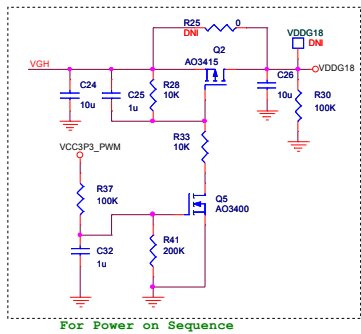 R25
0
DNI
VDDG18
DNI
Q2
AO3415
VGH
VDDG18
C24
10u
C25
1u
R28
10K
C26
10u
R30
100K
VCC3P3_PWM
R33
10K
R37
100K
Q5
AO3400
C32
1u
R41
200K
For Power on Sequence